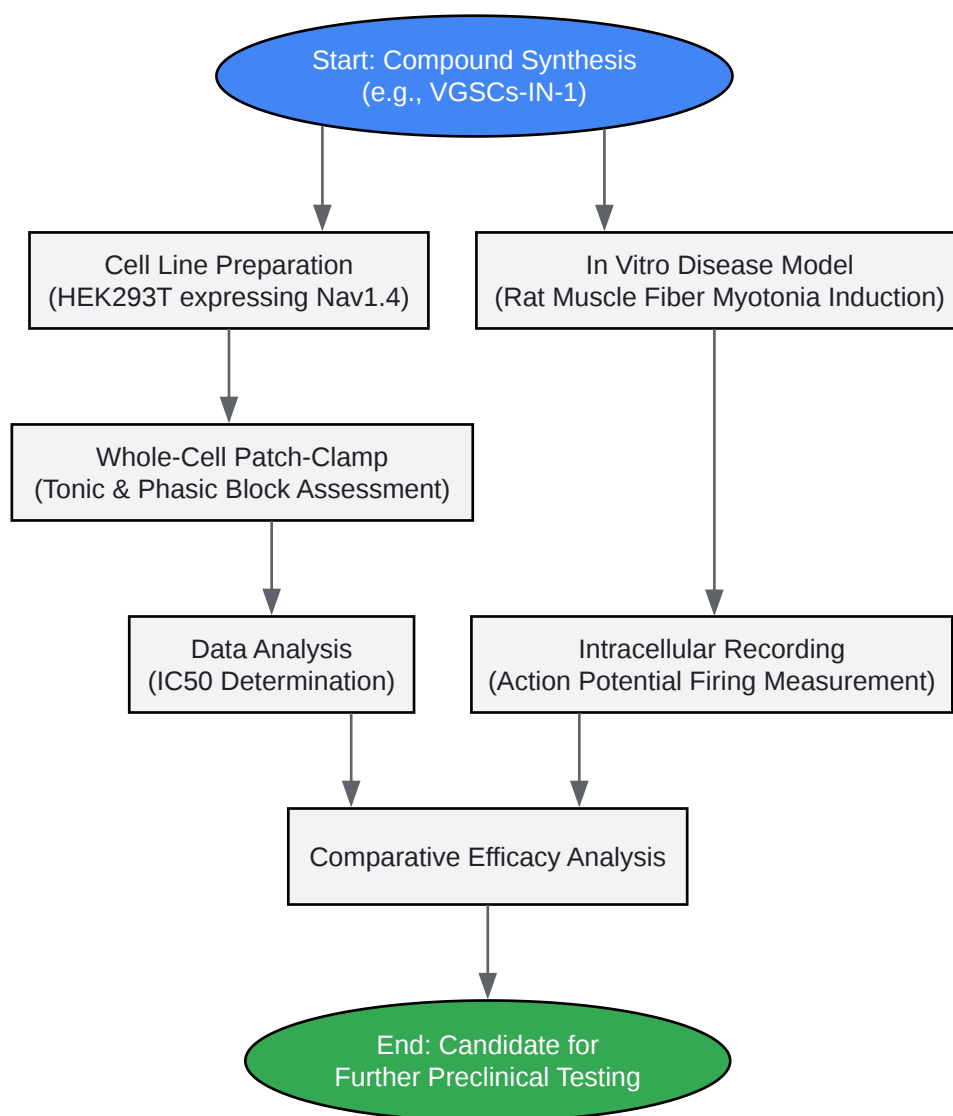 Start: Compound Synthesis
(e.g., VGSCs-IN-1)
Cell Line Preparation
(HEK293T expressing Nav1.4)
In Vitro Disease Model
(Rat Muscle Fiber Myotonia Induction)
Whole-Cell Patch-Clamp
(Tonic & Phasic Block Assessment)
Data Analysis
(IC50 Determination)
Intracellular Recording
(Action Potential Firing Measurement)
Comparative Efficacy Analysis
End: Candidate for
Further Preclinical Testing